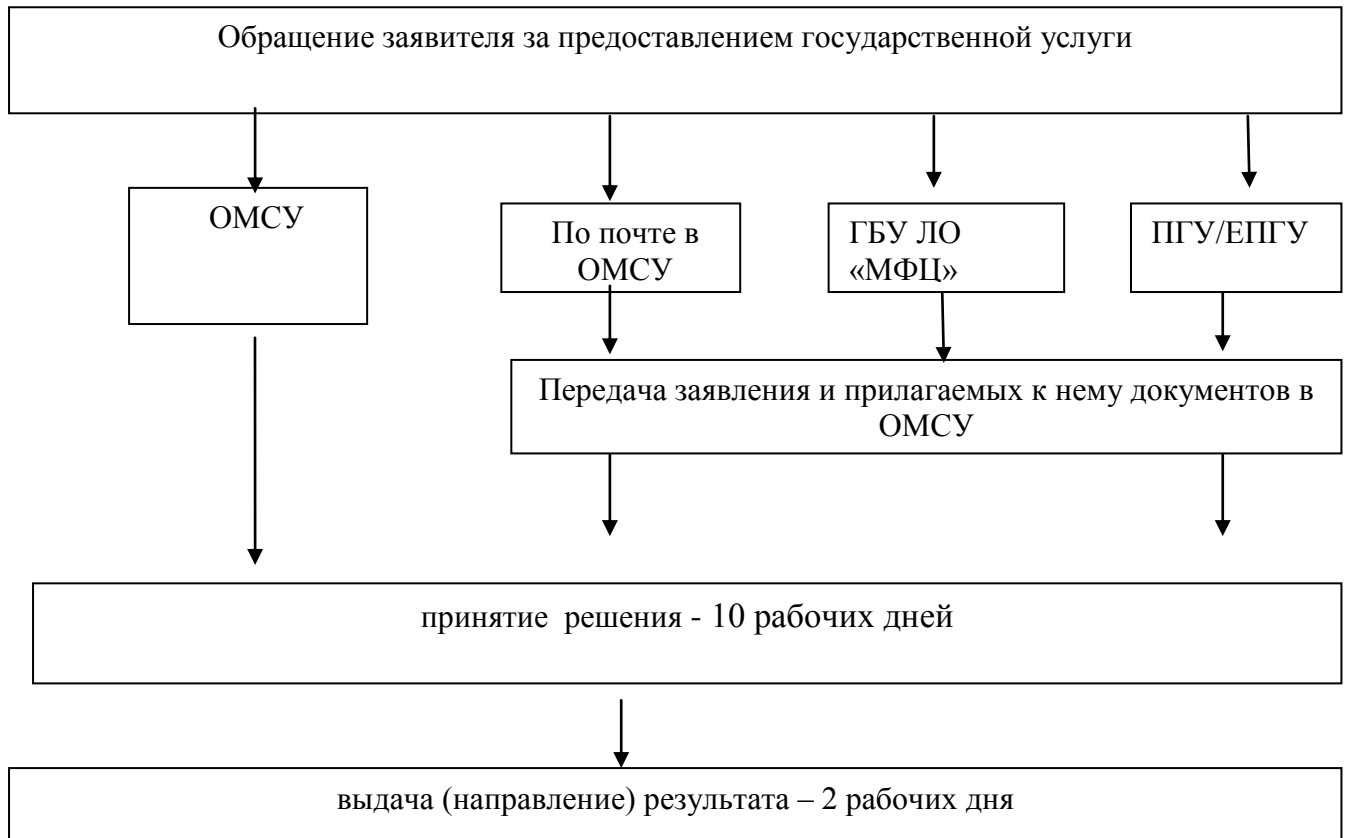 Обращение заявителя за предоставлением государственной услуги
ОМСУ
По почте в
ОМСУ
ГБУ ЛО
«МФЦ»
ПГУ/ЕПГУ
Передача заявления и прилагаемых к нему документов в
ОМСУ
принятие решения - 10 рабочих дней
выдача (направление) результата – 2 рабочих дня